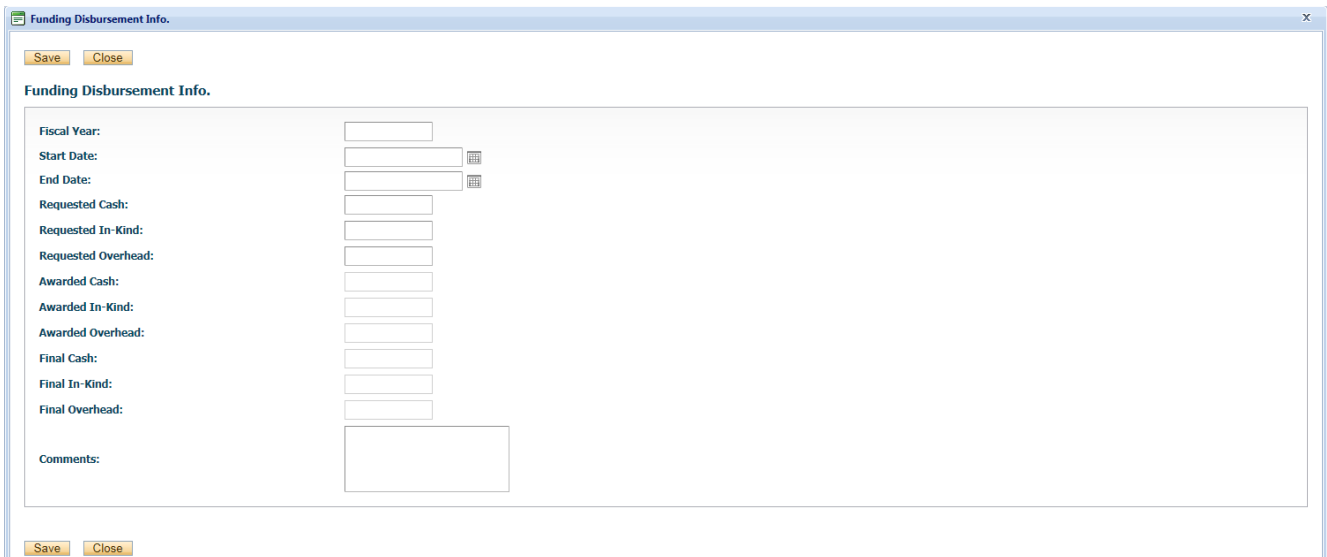 Funding Disbursement Info.
x
Save Close
Funding Disbursement Info.
Fiscal Year:
Start Date:
End Date:
Requested Cash:
Requested In-Kind:
Requested Overhead:
Awarded Cash:
Awarded In-Kind:
Awarded Overhead:
Final Cash:
Final In-Kind:
Final Overhead:
Comments:
Save Close